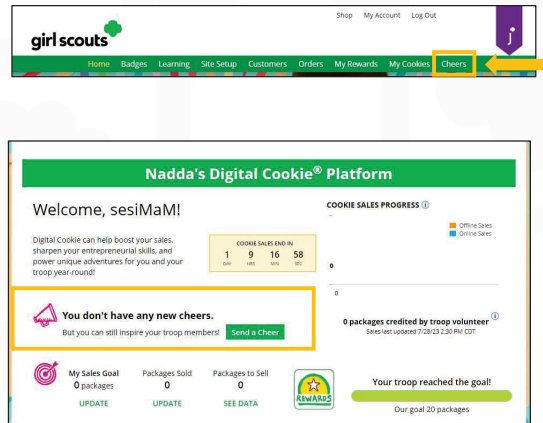 Shop My Account Log Out
girl scouts
j
Home Badges Learning Site Setup Customers Orders My Rewards My Cookies Cheers
Nadda's Digital Cookie® Platform
Welcome, sesiMaM!
Digital Cookie can help boost your sales,
sharpen your entrepreneurial skills, and
power unique adventures for you and your
troop year-round!
COOKIE SALES END IN
1 9 16 58
DAY HRS MIN SEC
COOKIE SALES PROGRESS
Offline Sales
Online Sales
0
0
You don't have any new cheers.
But you can still inspire your troop members! Send a Cheer
0 packages credited by troop volunteer
Sales last updated 7/28/23 2:30 PM CDT
My Sales Goal Packages Sold Packages to Sell
0 packages 0 0
UPDATE UPDATE SEE DATA
REWARDS
Your troop reached the goal!
Our goal 20 packages